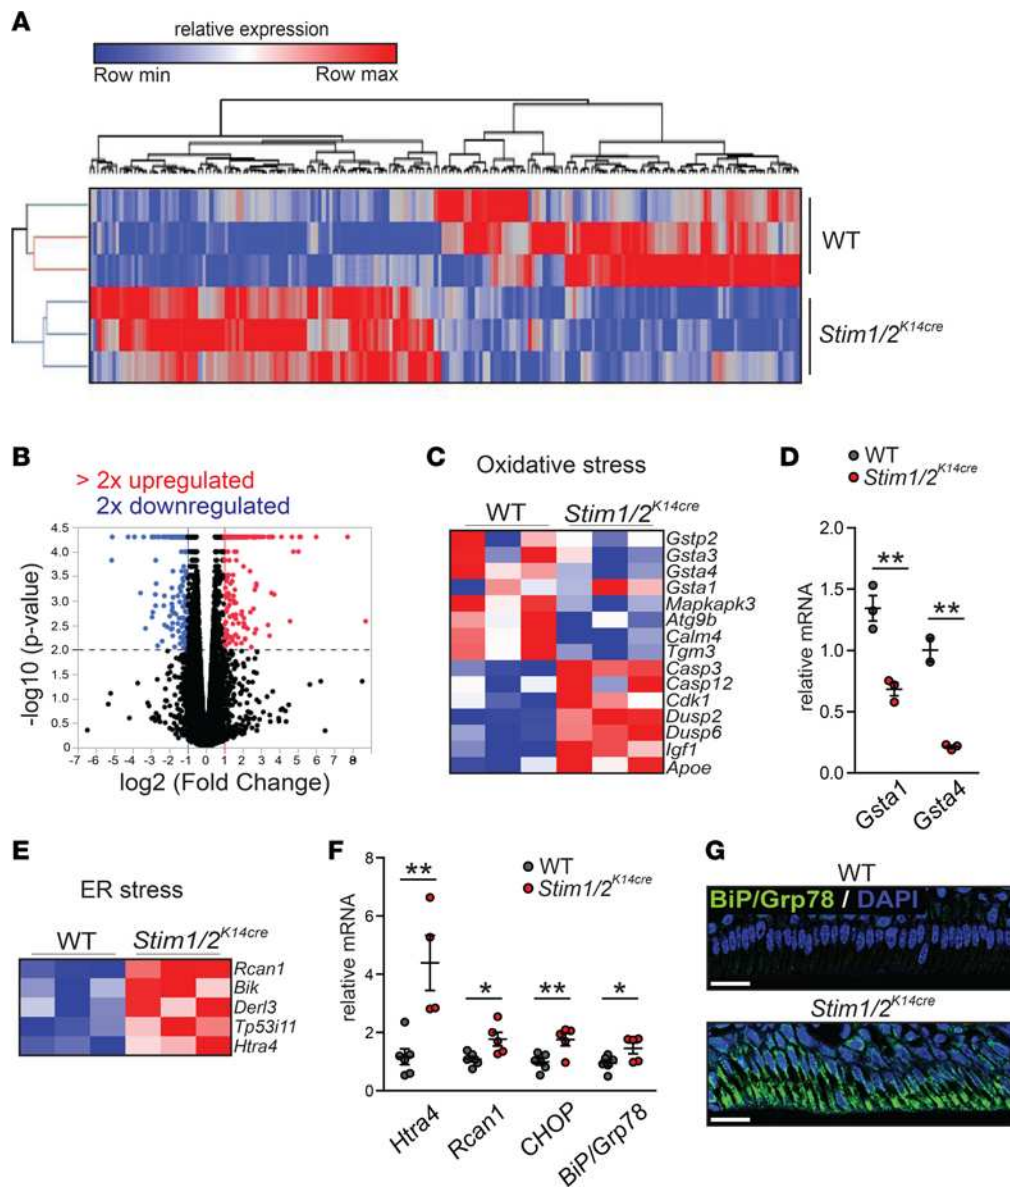 A
relative expression
Row min Row max
WT
Stim1/2K14cre
B
> 2x upregulated
2x downregulated
4.5
4.0
3.5
3.0
2.5
2.0
1.5
1.0
0.5
0
-7 -6 -5 -4 -3 -2 -1 0 1 2 3 4 5 6 7 8 9
-log10 (p-value)
log2 (Fold Change)
C
Oxidative stress
WT Stim1/2K14cre
Gstp2
Gsta3
Gsta4
Gsta1
Mapkapk3
Atg9b
Calm4
Tgm3
Casp3
Casp12
Cdk1
Dusp2
Dusp6
Igf1
Apoe
D
WT
Stim1/2K14cre
2.0
1.5
1.0
0.5
0.0
relative mRNA
**
**
Gsta1 Gsta4
E
ER stress
WT Stim1/2K14cre
Rcan1
Bik
Derl3
Tp53i11
Htra4
F
WT
Stim1/2K14cre
8
6
4
2
0
relative mRNA
**
* ** *
Htra4 Rcan1 CHOP BiP/Grp78
G
WT
BiP/Grp78 / DAPI
Stim1/2K14cre